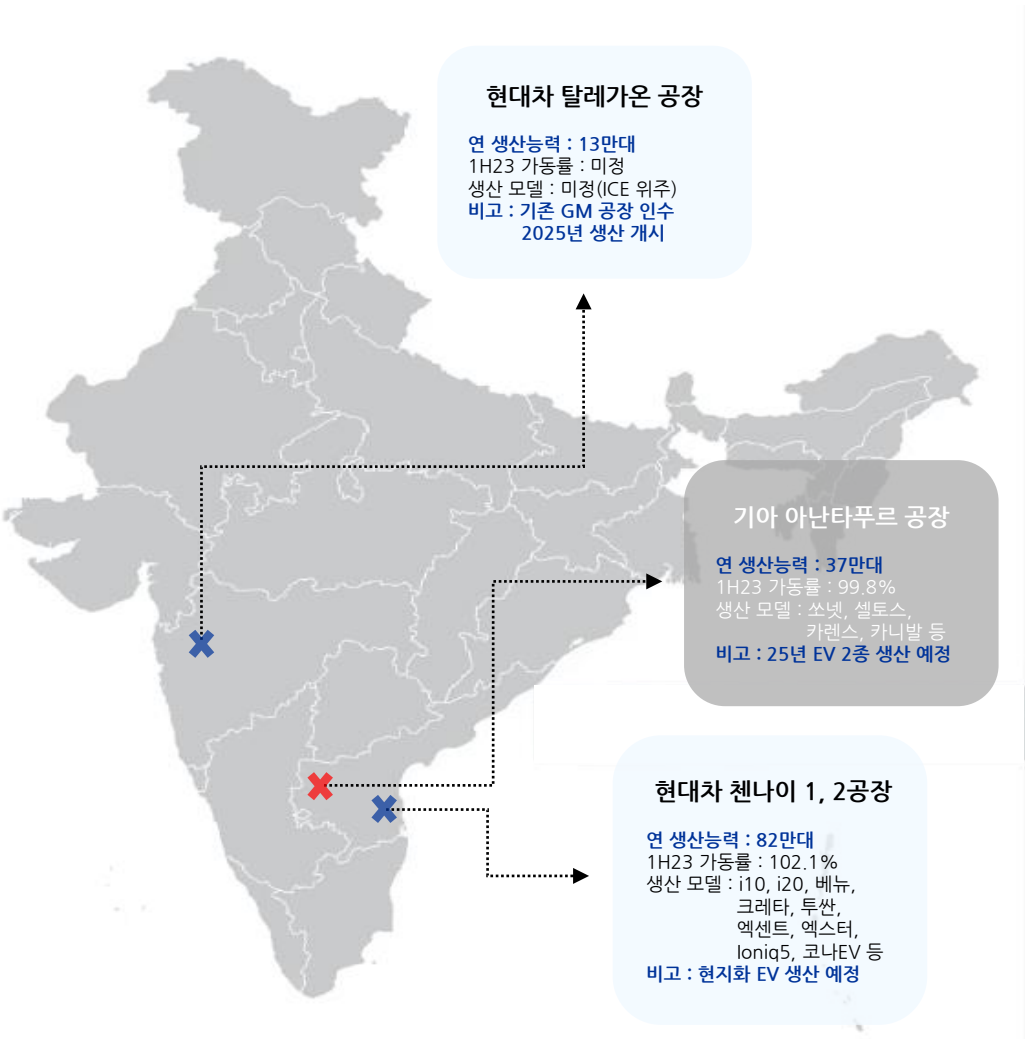 현대차 탈레가온 공장
연 생산능력 : 13만대
1H23 가동률 : 미정
생산 모델 : 미정(ICE 위주)
비고 : 기존 GM 공장 인수
2025년 생산 개시
기아 아난타푸르 공장
연 생산능력 : 37만대
1H23 가동률 : 99.8%
생산 모델 : 쏘넷, 셀토스,
카렌스, 카니발 등
비고 : 25년 EV 2종 생산 예정
현대차 첸나이 1, 2공장
연 생산능력 : 82만대
1H23 가동률 : 102.1%
생산 모델 : i10, i20, 베뉴,
크레타, 투싼,
엑센트, 엑스터,
Ioniq5, 코나EV 등
비고 : 현지화 EV 생산 예정